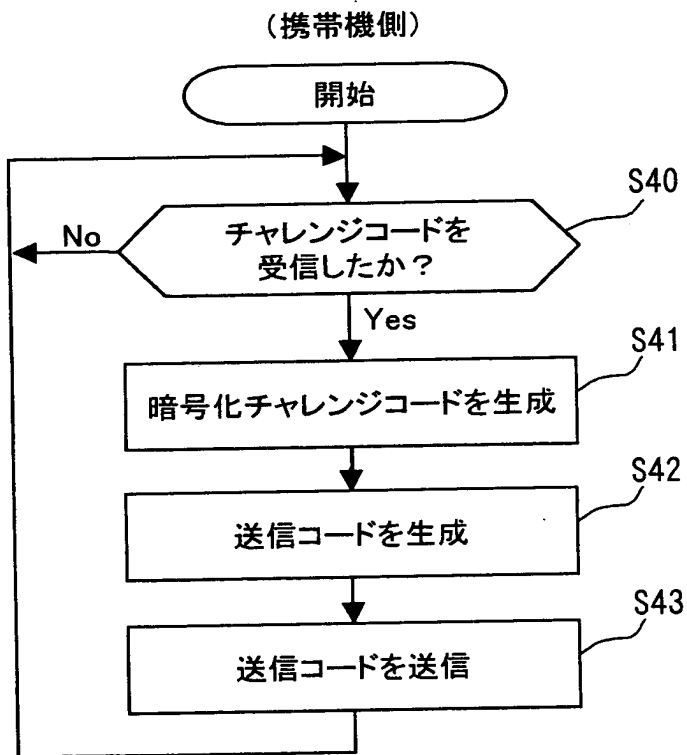 (携帯機側)
開始
S40
チャレンジコードを
受信したか?
No
Yes
S41
暗号化チャレンジコードを生成
S42
送信コードを生成
S43
送信コードを送信